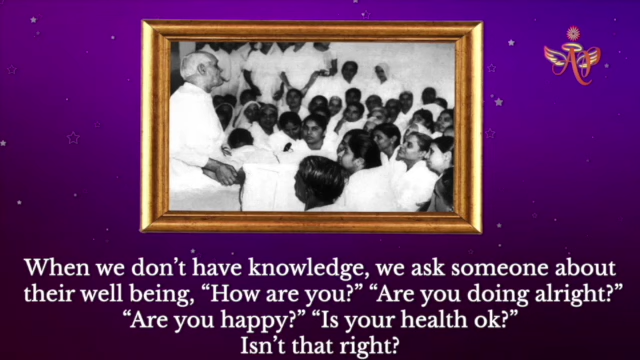 When we don’t have knowledge, we ask someone about
their well being, “How are you?” “Are you doing alright?”
“Are you happy?” “Is your health ok?”
Isn’t that right?